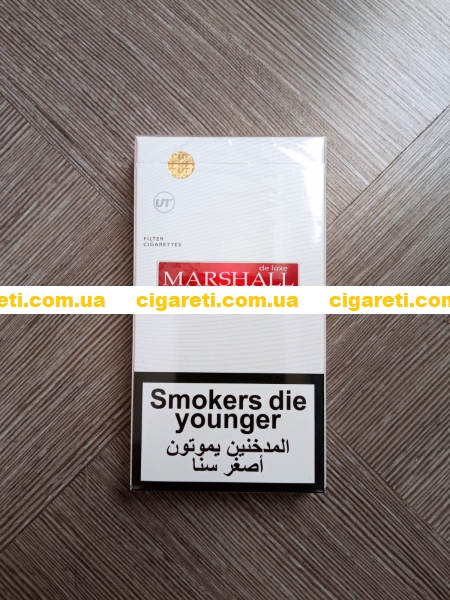 UT
FILTER
CIGARETTES
de luxe
MARSHALL
eti.com.ua cigareti.com.ua cigareti.co
Smokers die
younger
المدخنين يموتون
أصغر سنا